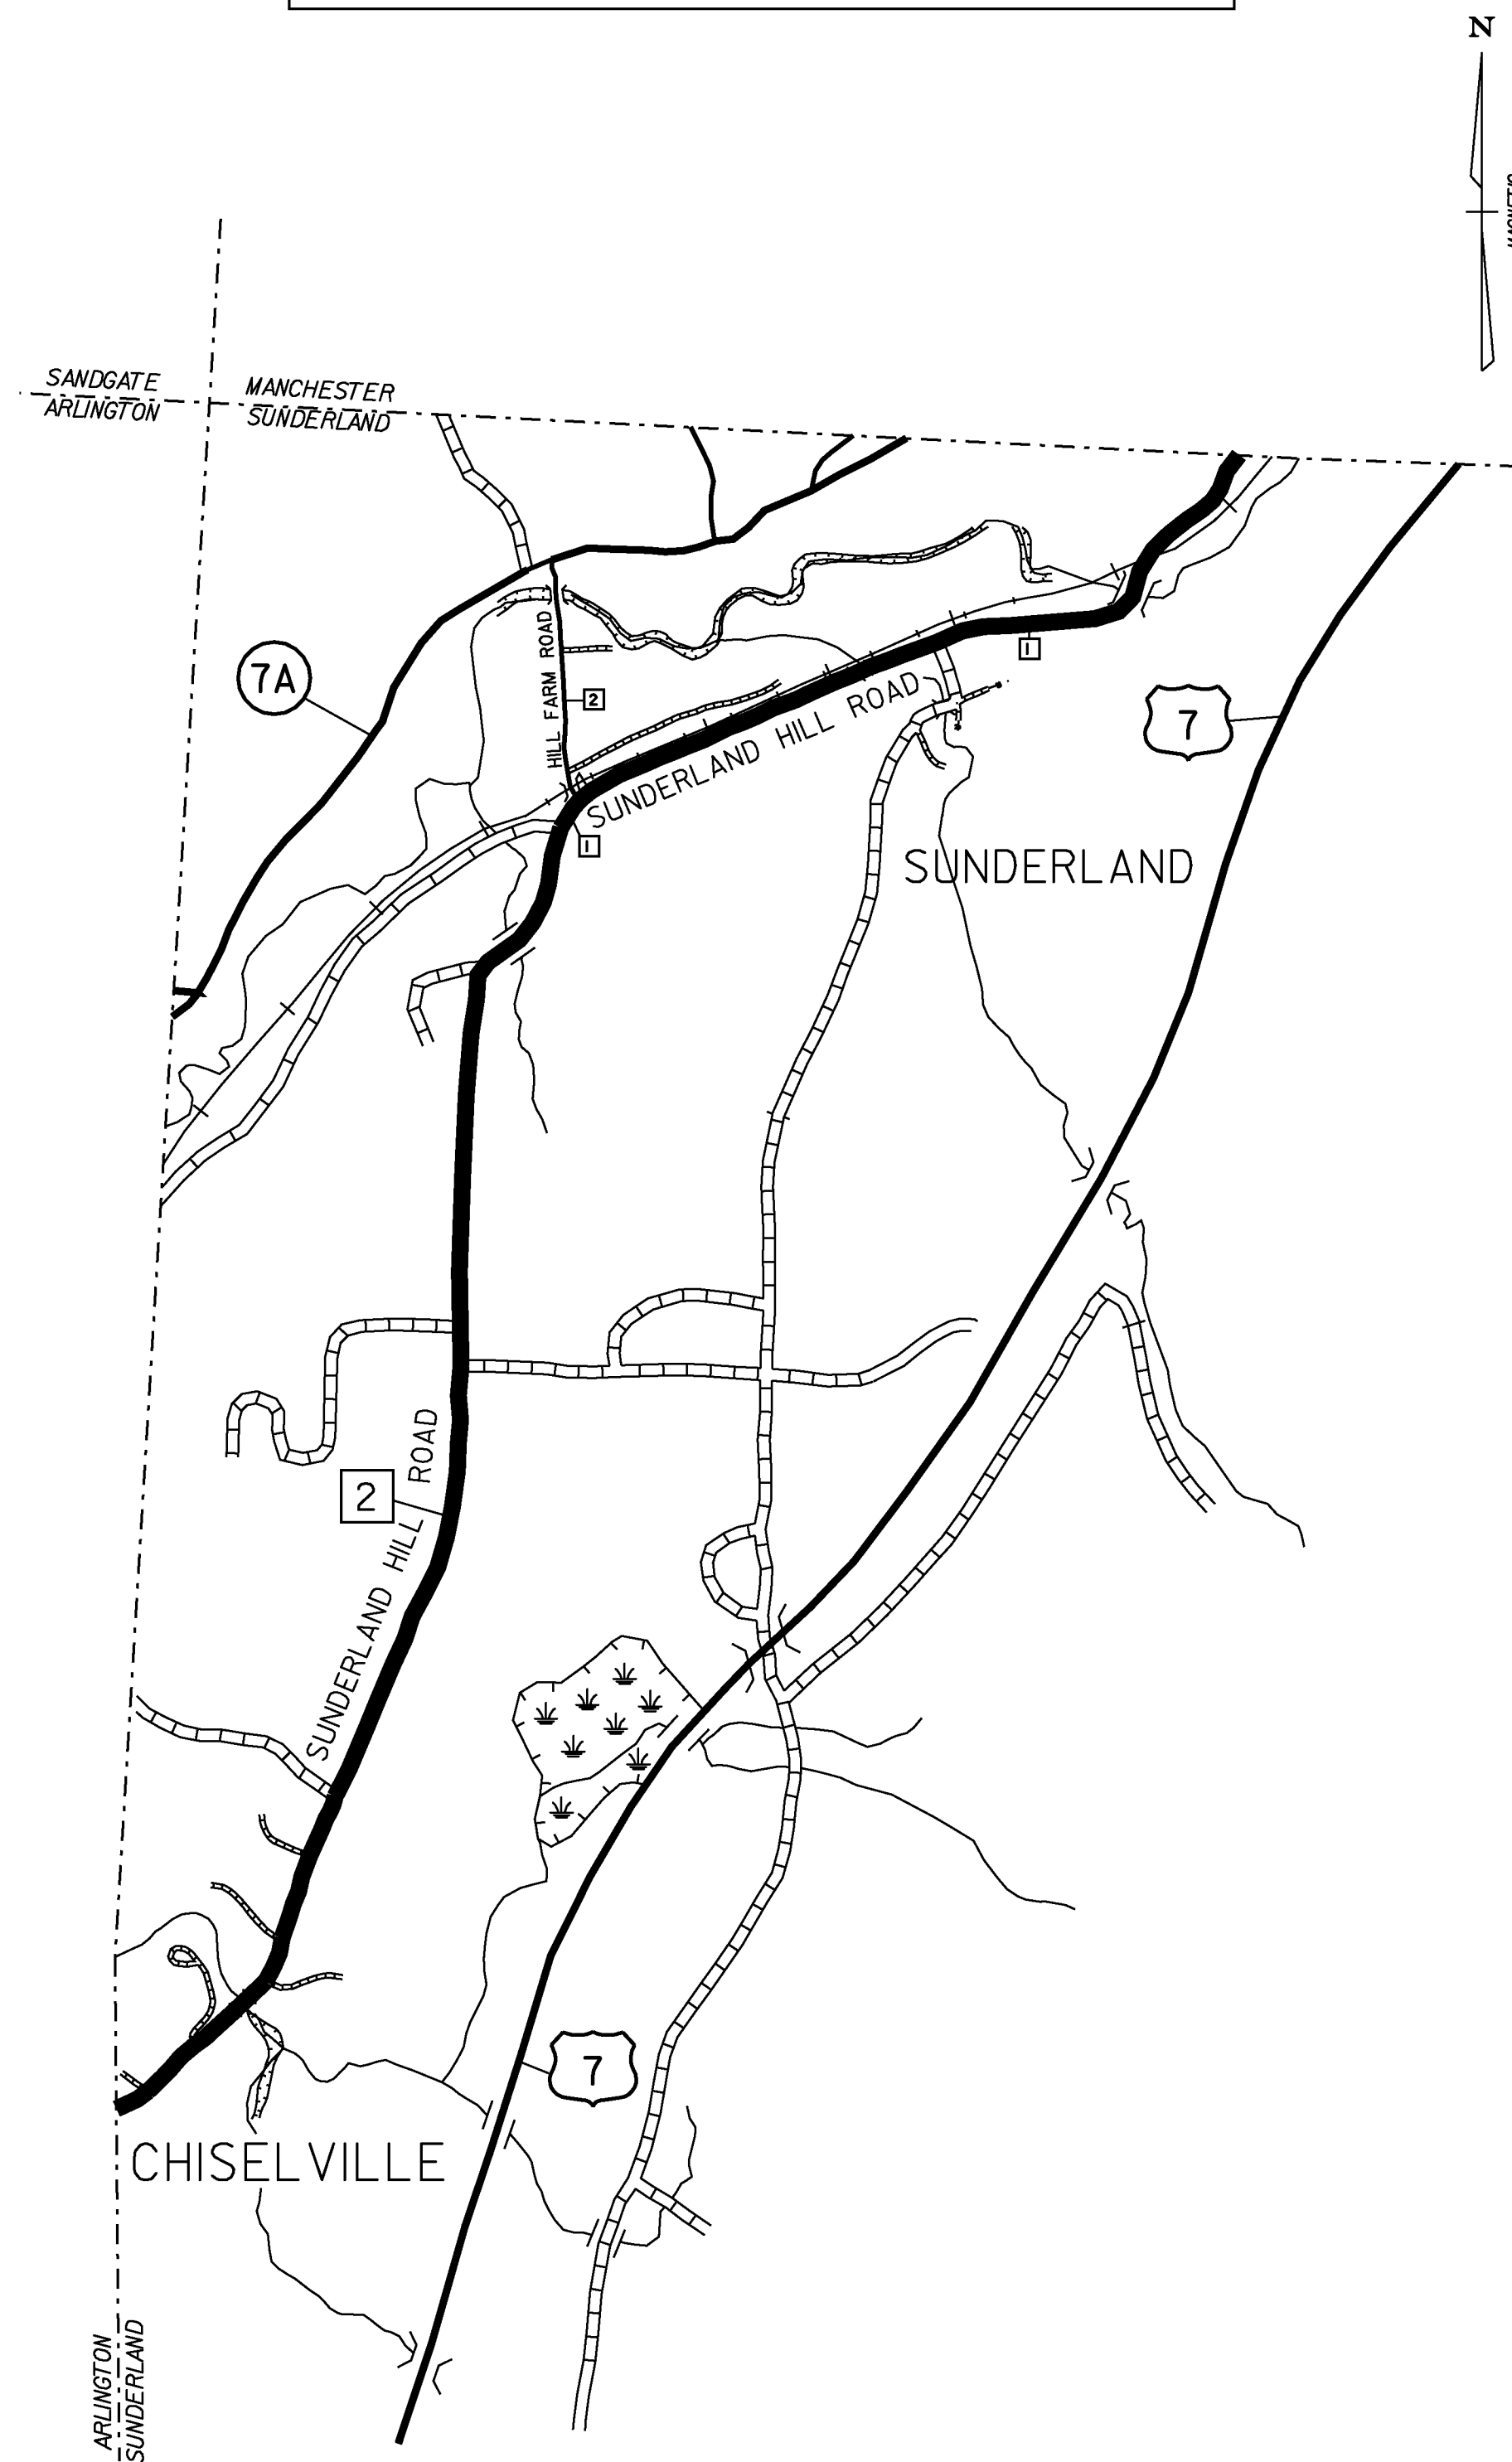 N
MAGNETIC
SANDGATE
ARLINGTON
MANCHESTER
SUNDERLAND
7A
HILL FARM ROAD
2
1
SUNDERLAND HILL ROAD
7
1
SUNDERLAND
SUNDERLAND HILL ROAD
2
7
CHISELVILLE
ARLINGTON
SUNDERLAND